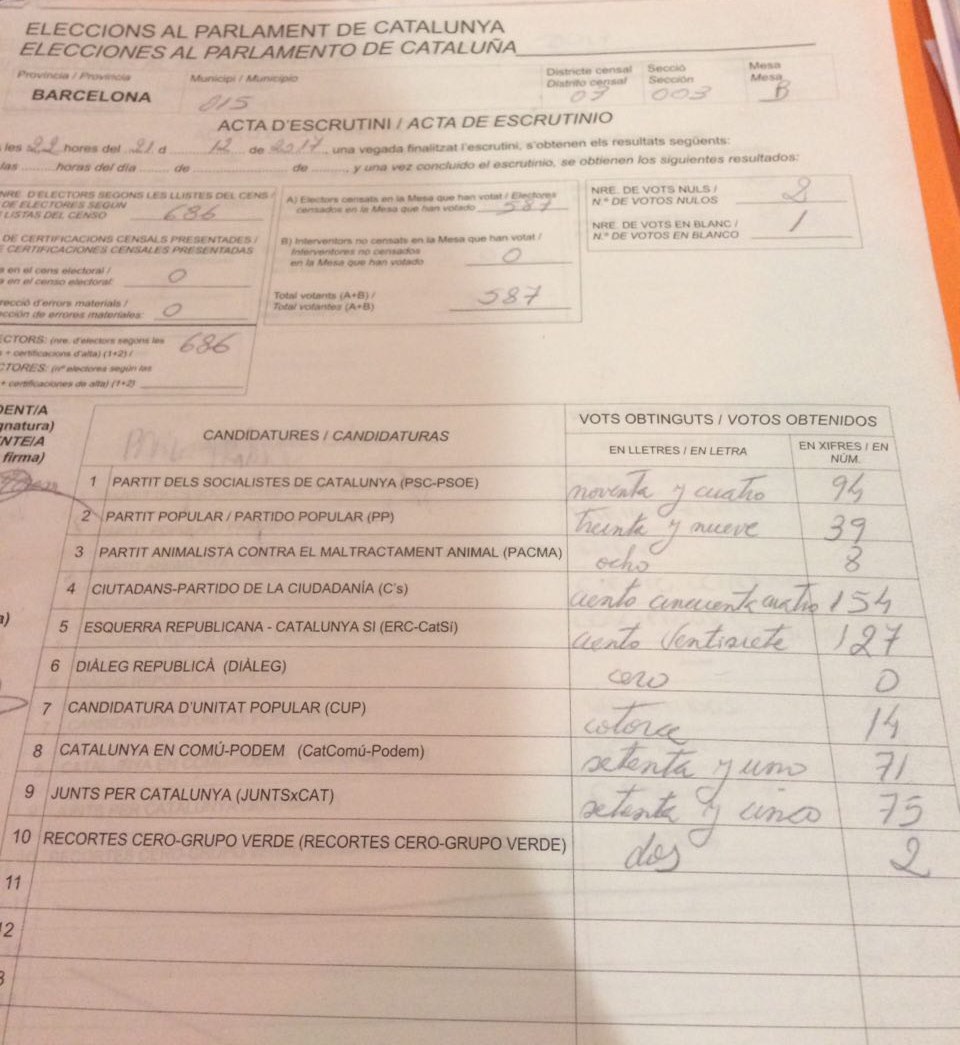 ELECCIONS AL PARLAMENT DE CATALUNYA
ELECCIONES AL PARLAMENTO DE CATALUÑA
Província / Provincia
BARCELONA
Municipi / Municipio
015
Districte censal
Distrito censal
07
Secció
Sección
003
Mesa
Mesa
B
ACTA D'ESCRUTINI / ACTA DE ESCRUTINIO
les 22 hores del 21 d 12 de 2017, una vegada finalitzat l'escrutini, s'obtenen els resultats següents:
las ........ horas del día ........ de ........ de ........, y una vez concluido el escrutinio, se obtienen los siguientes resultados:
NRE. D'ELECTORS SEGONS LES LLISTES DEL CENS /
DE ELECTORES SEGÚN
LISTAS DEL CENSO 686
DE CERTIFICACIONS CENSALS PRESENTADES /
CERTIFICACIONES CENSALES PRESENTADAS
a en el cens electoral /
a en el censo electoral: 0
recció d'errors materials /
cción de errores materiales: 0
ECTORS: (nre. d'electors segons les 686
+ certificacions d'alta) (1+2) /
CTORES: (nº electores según las
+ certificaciones de alta) (1+2)
A) Electors censats en la Mesa que han votat / Electores
censados en la Mesa que han votado 587
B) Interventors no censats en la Mesa que han votat /
Interventores no censados
en la Mesa que han votado 0
Total votants (A+B) /
Total votantes (A+B) 587
NRE. DE VOTS NULS /
N.º DE VOTOS NULOS 2
NRE. DE VOTS EN BLANC /
N.º DE VOTOS EN BLANCO 1
DENT/A
gnatura)
NTE/A
firma)
CANDIDATURES / CANDIDATURAS
VOTS OBTINGUTS / VOTOS OBTENIDOS
EN LLETRES / EN LETRA
EN XIFRES / EN
NÚM.
1 PARTIT DELS SOCIALISTES DE CATALUNYA (PSC-PSOE) noventa y cuatro 94
2 PARTIT POPULAR / PARTIDO POPULAR (PP) treinta y nueve 39
3 PARTIT ANIMALISTA CONTRA EL MALTRACTAMENT ANIMAL (PACMA) ocho 8
4 CIUTADANS-PARTIDO DE LA CIUDADANÍA (C's) ciento cincuenta cuatro 154
5 ESQUERRA REPUBLICANA - CATALUNYA SI (ERC-CatSí) ciento ventisiete 127
6 DIÀLEG REPUBLICÀ (DIÀLEG) cero 0
7 CANDIDATURA D'UNITAT POPULAR (CUP) catorce 14
8 CATALUNYA EN COMÚ-PODEM (CatComú-Podem) setenta y uno 71
9 JUNTS PER CATALUNYA (JUNTSxCAT) setenta y cinco 75
10 RECORTES CERO-GRUPO VERDE (RECORTES CERO-GRUPO VERDE) dos 2
11
12
3